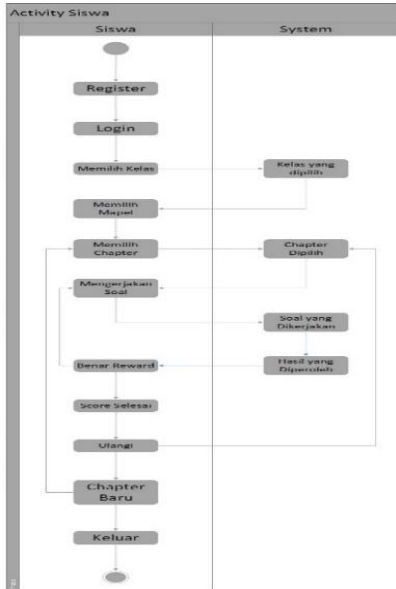 Activity Siswa
Siswa
System
Register
Login
Memilih Kelas
Kelas yang
dipilih
Memilih
Mapel
Memilih
Chapter
Chapter
Dipilih
Mengerjakan
Soal
Soal yang
Dikerjakan
Benar Reward
Hasil yang
Diperoleh
Score Selesai
Ulangi
Chapter
Baru
Keluar